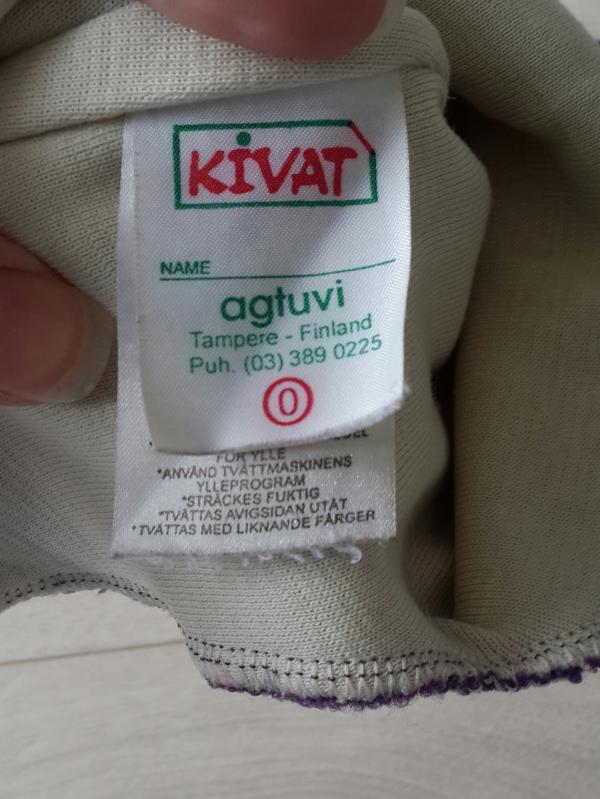 KiVAT
NAME
agtuvi
Tampere - Finland
Puh. (03) 389 0225
0
FÖR YLLE
*ANVÄND TVÄTTMASKINENS
YLLEPROGRAM
*STRÄCKES FUKTIG
*TVÄTTAS AVIGSIDAN UTÅT
*TVÄTTAS MED LIKNANDE FÄRGER